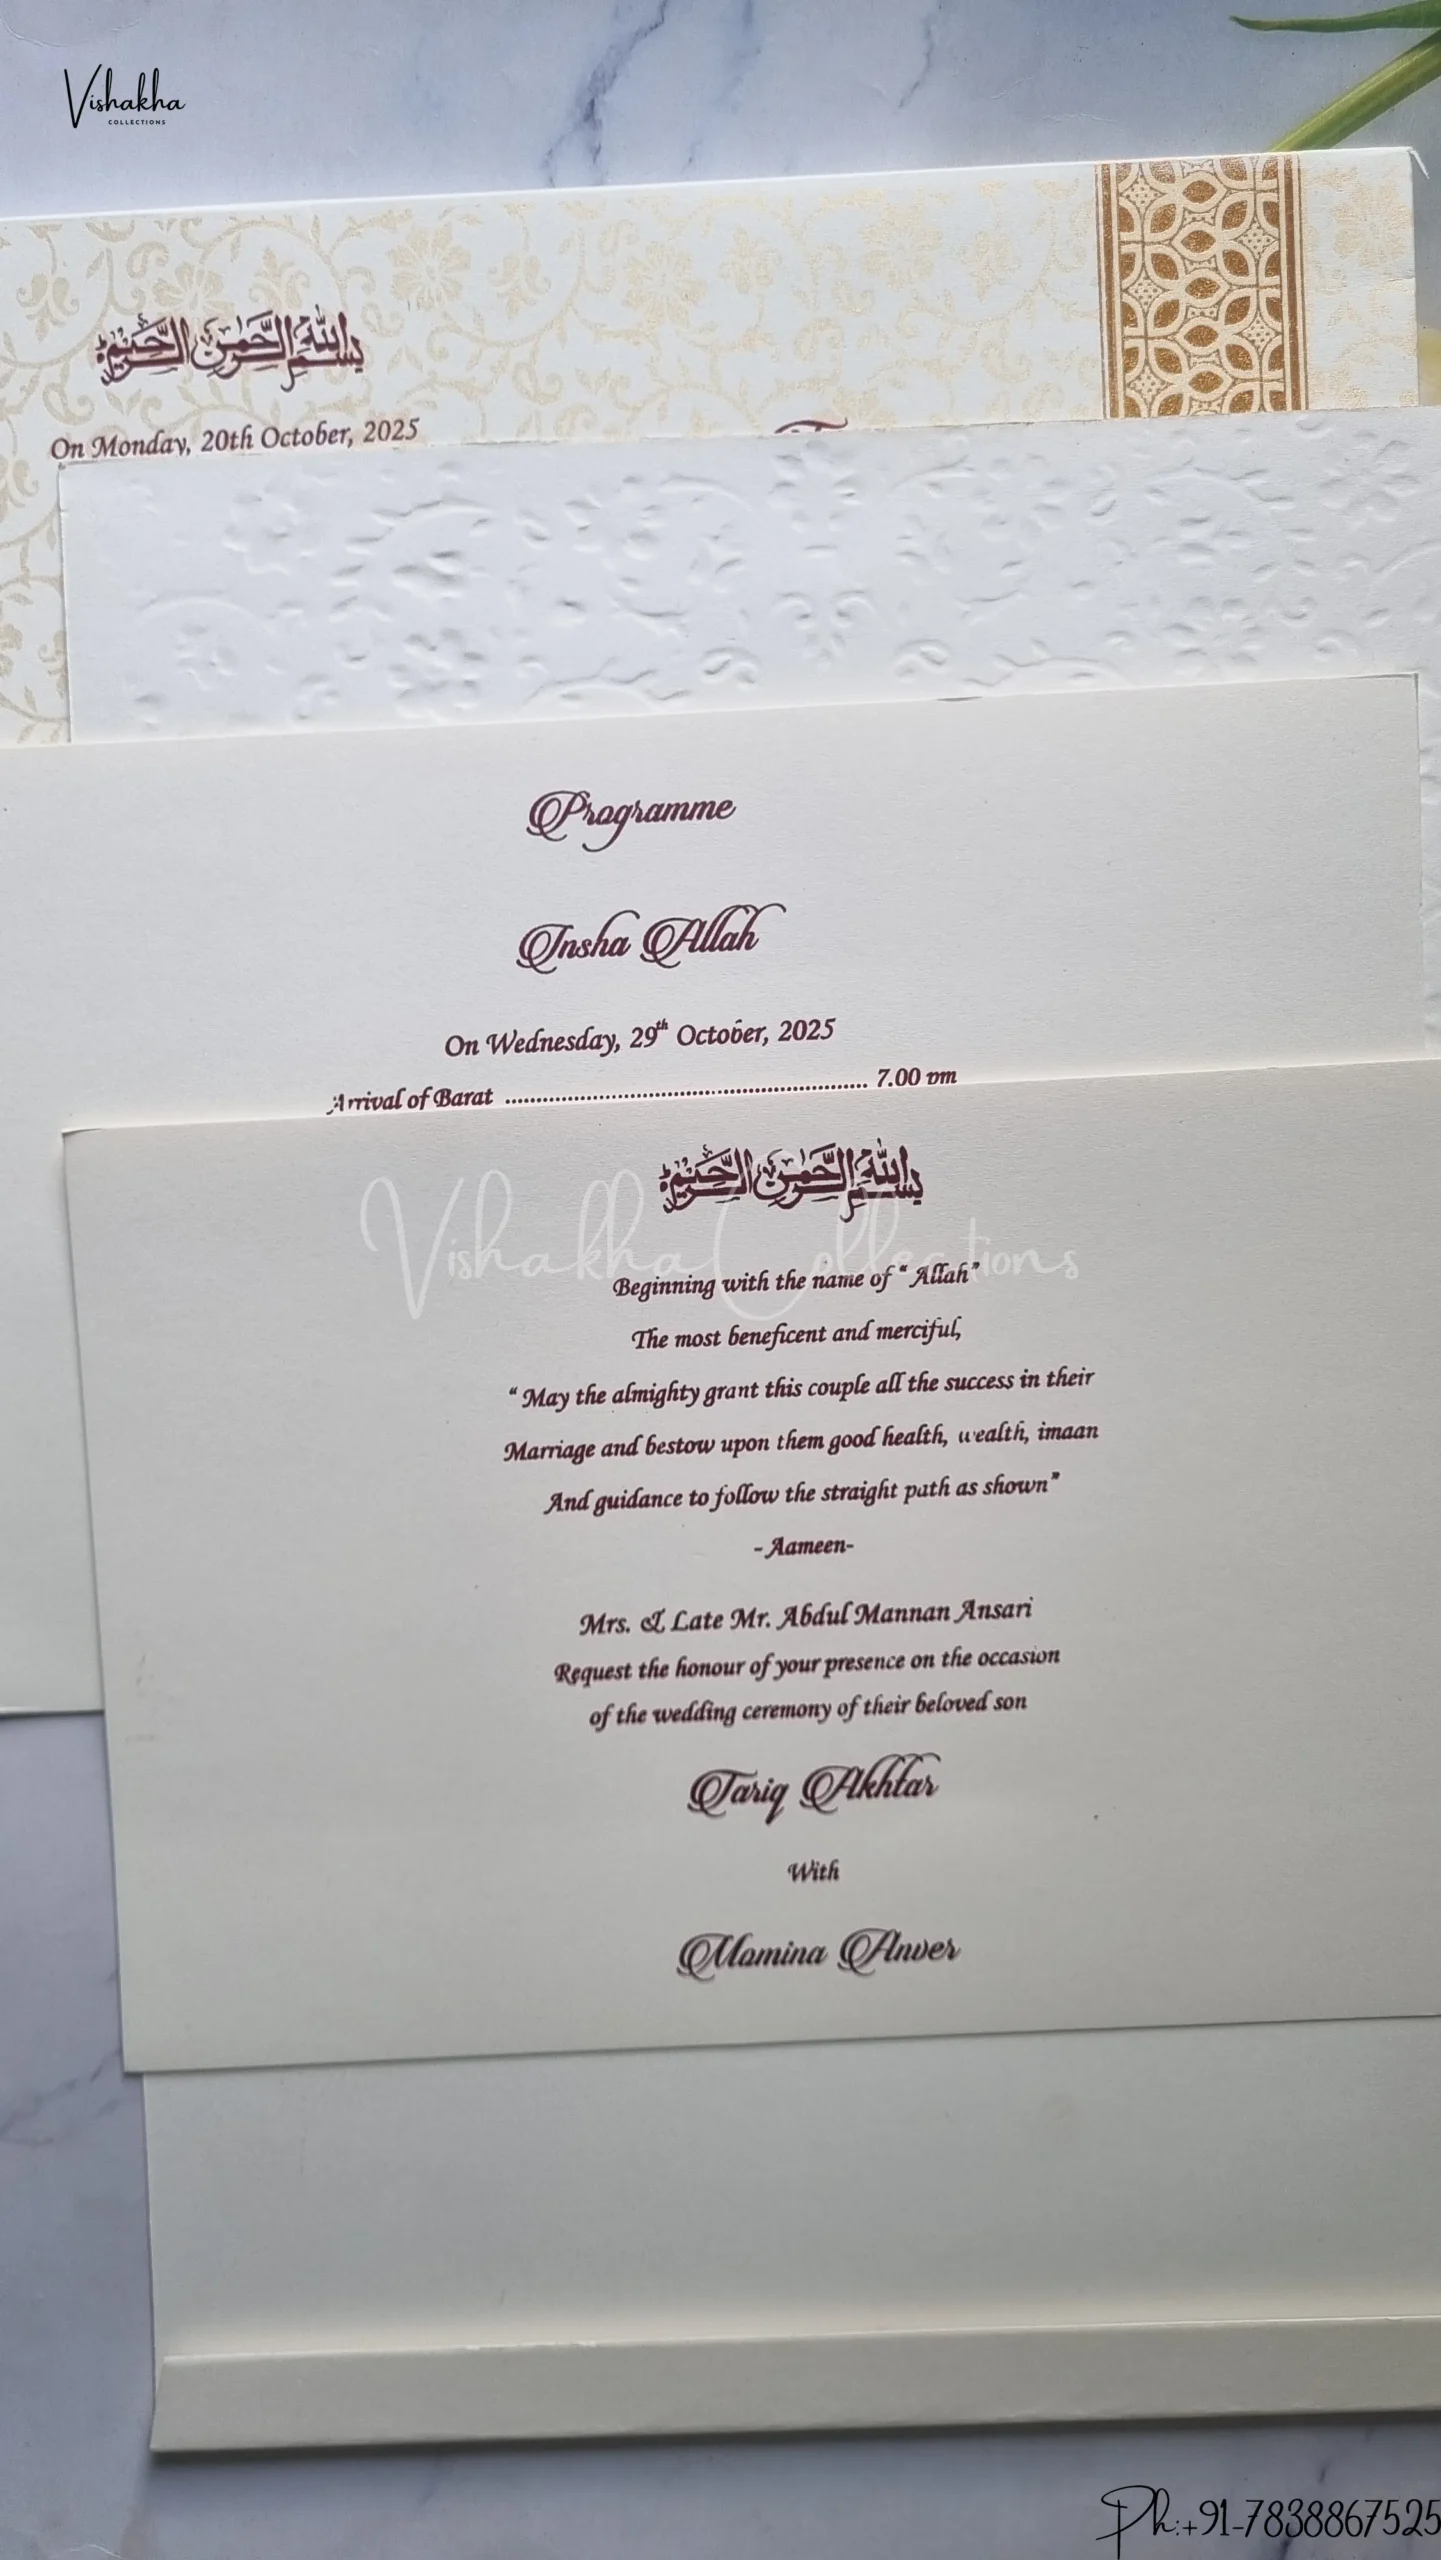 Vishakha
COLLECTIONS
بسم الله الرحمن الرحيم
On Monday, 20th October, 2025
Programme
Insha Allah
On Wednesday, 29th October, 2025
Arrival of Barat ........................................................ 7.00 pm
بسم الله الرحمن الرحيم
Vishakha Collections
Beginning with the name of “Allah”
The most beneficent and merciful,
“May the almighty grant this couple all the success in their
Marriage and bestow upon them good health, wealth, imaan
And guidance to follow the straight path as shown”
-Aameen-
Mrs. & Late Mr. Abdul Mannan Ansari
Request the honour of your presence on the occasion
of the wedding ceremony of their beloved son
Tariq Akhtar
With
Momina Anwer
Ph:+91-7838867525